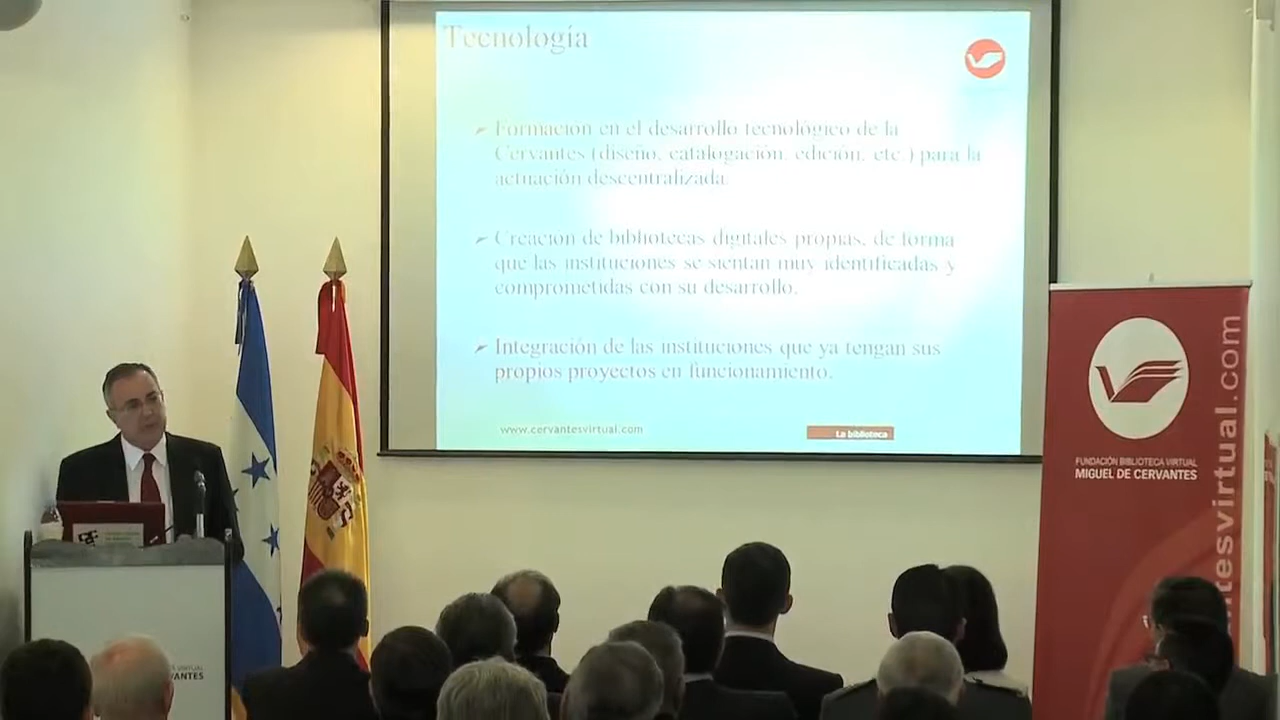 Tecnología
Formación en el desarrollo tecnológico de la
Cervantes (diseño, catalogación, edición, etc.) para la
actuación descentralizada.
Creación de bibliotecas digitales propias, de forma
que las instituciones se sientan muy identificadas y
comprometidas con su desarrollo.
Integración de las instituciones que ya tengan sus
propios proyectos en funcionamiento.
www.cervantesvirtual.com
La biblioteca
FUNDACIÓN BIBLIOTECA VIRTUAL
MIGUEL DE CERVANTES
ntesvirtual.com